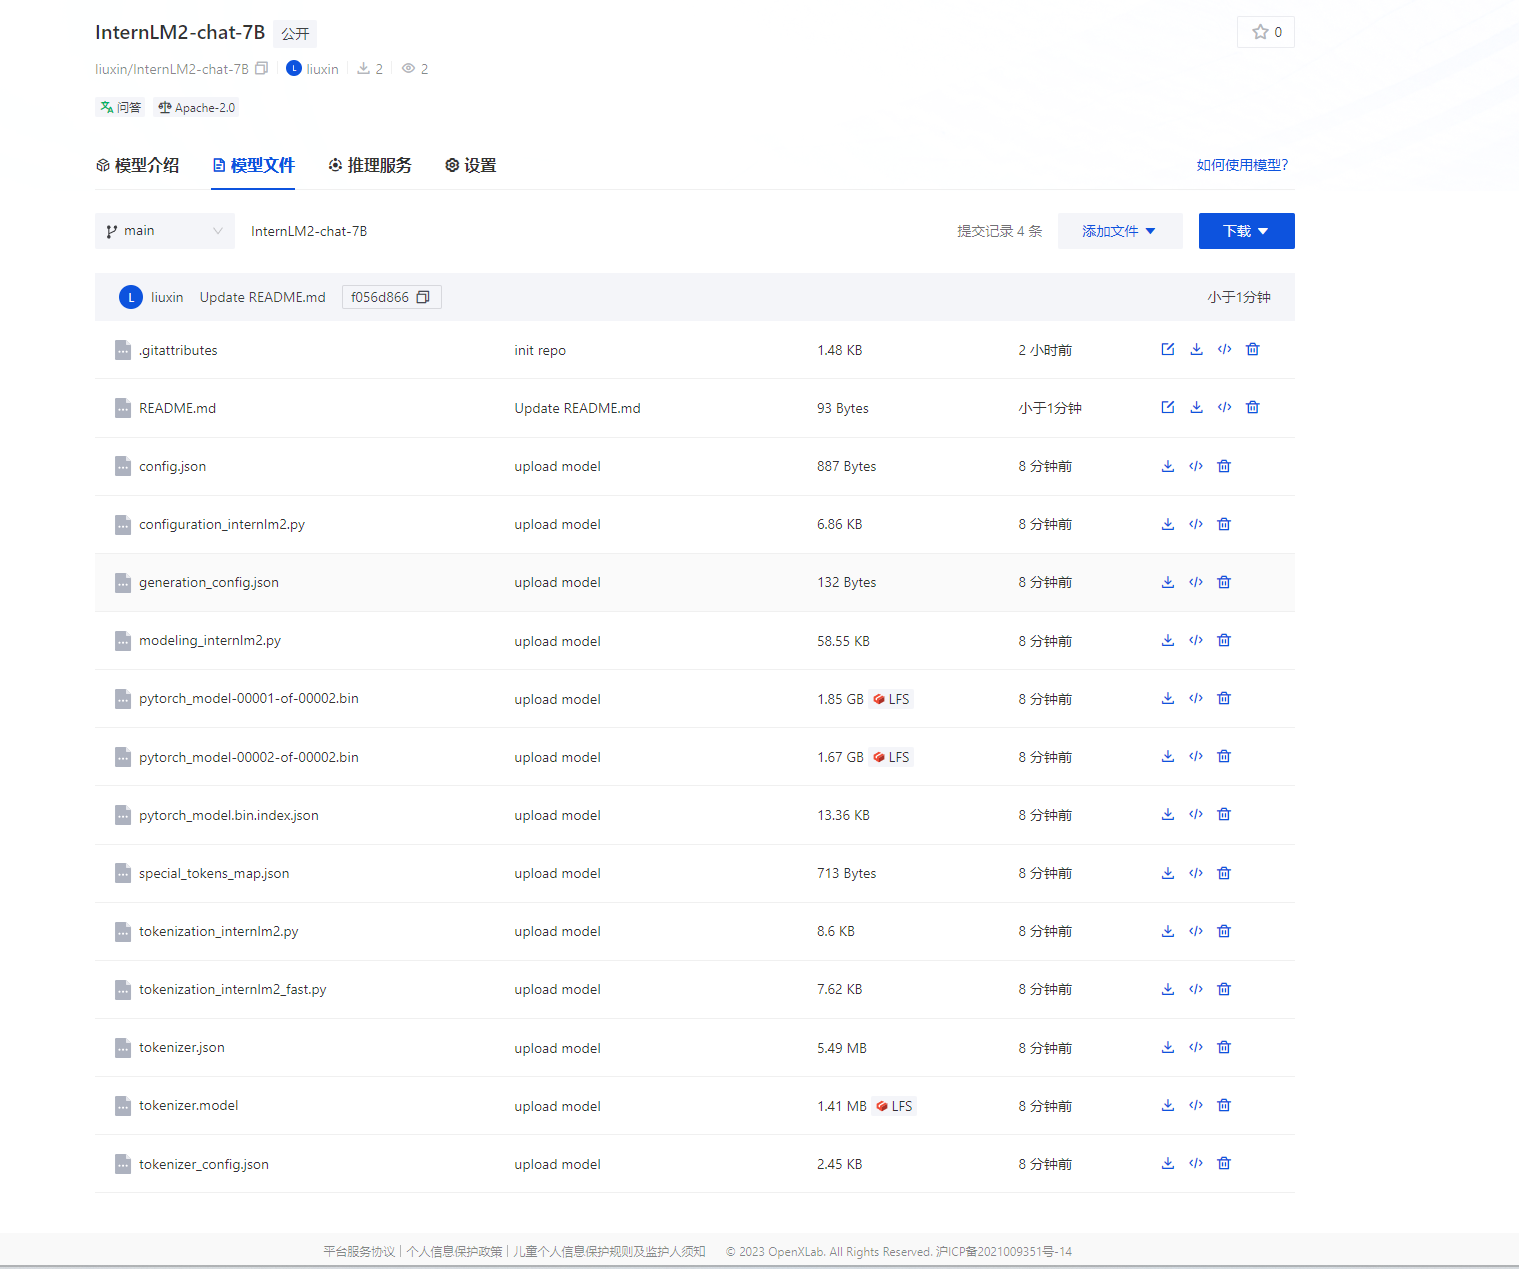 InternLM2-chat-7B 公开 0
liuxin/InternLM2-chat-7B L liuxin 2 2
问答 Apache-2.0
模型介绍 模型文件 推理服务 设置 如何使用模型?
main InternLM2-chat-7B 提交记录 4 条 添加文件 下载
L liuxin Update README.md f056d866 小于1分钟
.gitattributes init repo 1.48 KB 2 小时前
README.md Update README.md 93 Bytes 小于1分钟
config.json upload model 887 Bytes 8 分钟前
configuration_internlm2.py upload model 6.86 KB 8 分钟前
generation_config.json upload model 132 Bytes 8 分钟前
modeling_internlm2.py upload model 58.55 KB 8 分钟前
pytorch_model-00001-of-00002.bin upload model 1.85 GB LFS 8 分钟前
pytorch_model-00002-of-00002.bin upload model 1.67 GB LFS 8 分钟前
pytorch_model.bin.index.json upload model 13.36 KB 8 分钟前
special_tokens_map.json upload model 713 Bytes 8 分钟前
tokenization_internlm2.py upload model 8.6 KB 8 分钟前
tokenization_internlm2_fast.py upload model 7.62 KB 8 分钟前
tokenizer.json upload model 5.49 MB 8 分钟前
tokenizer.model upload model 1.41 MB LFS 8 分钟前
tokenizer_config.json upload model 2.45 KB 8 分钟前
平台服务协议 | 个人信息保护政策 | 儿童个人信息保护规则及监护人须知 © 2023 OpenXLab. All Rights Reserved. 沪ICP备2021009351号-14